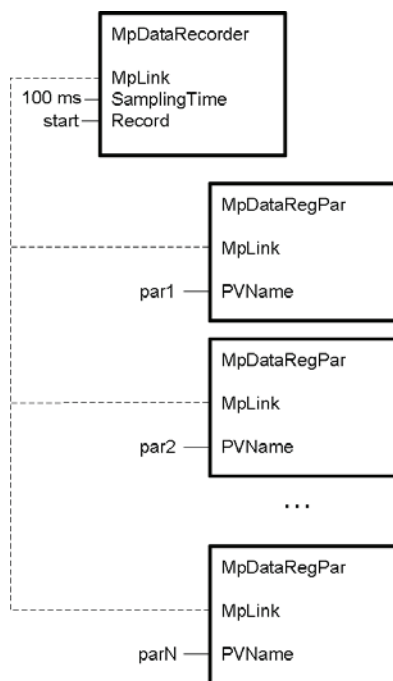 MpDataRecorder
MpLink
100 ms SamplingTime
start Record
MpDataRegPar
MpLink
par1 PVName
MpDataRegPar
MpLink
par2 PVName
...
MpDataRegPar
MpLink
parN PVName